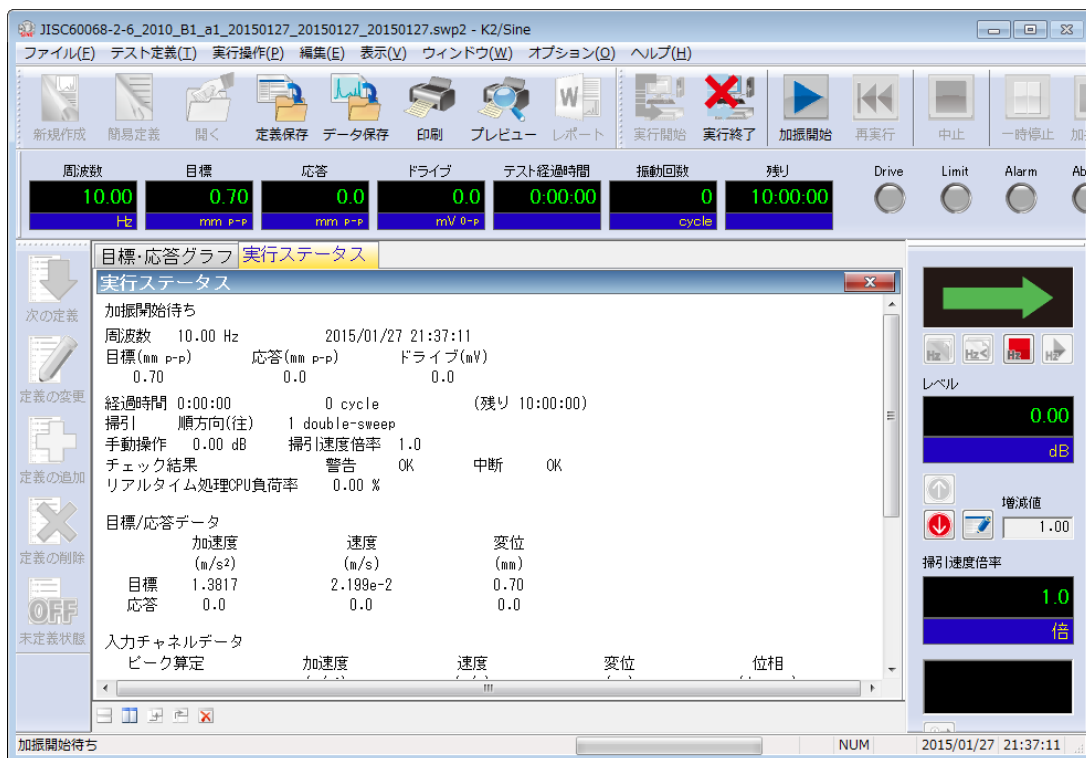 JISC60068-2-6_2010_B1_a1_20150127_20150127_20150127.swp2 - K2/Sine
ファイル(F) テスト定義(T) 実行操作(P) 編集(E) 表示(V) ウィンドウ(W) オプション(O) ヘルプ(H)
新規作成 簡易定義 開く 定義保存 データ保存 印刷 プレビュー レポート 実行開始 実行終了 加振開始 再実行 中止 一時停止 加
周波数 目標 応答 ドライブ テスト経過時間 振動回数 残り Drive Limit Alarm Ab
10.00 0.70 0.0 0.0 0:00:00 0 10:00:00
Hz mm p-p mm p-p mV 0-p cycle
目標・応答グラフ 実行ステータス
実行ステータス
加振開始待ち
周波数 10.00 Hz 2015/01/27 21:37:11
目標(mm p-p) 応答(mm p-p) ドライブ(mV)
0.70 0.0 0.0
経過時間 0:00:00 0 cycle (残り 10:00:00)
掃引 順方向(往) 1 double-sweep
手動操作 0.00 dB 掃引速度倍率 1.0
チェック結果 警告 OK 中断 OK
リアルタイム処理CPU負荷率 0.00 %
目標/応答データ
加速度 速度 変位
(m/s²) (m/s) (mm)
目標 1.3817 2.199e-2 0.70
応答 0.0 0.0 0.0
入力チャネルデータ
ピーク算定 加速度 速度 変位 位相
次の定義
定義の変更
定義の追加
定義の削除
OFF
未定義状態
Hz Hz Hz Hz
レベル
0.00
dB
増減値
1.00
掃引速度倍率
1.0
倍
加振開始待ち NUM 2015/01/27 21:37:11